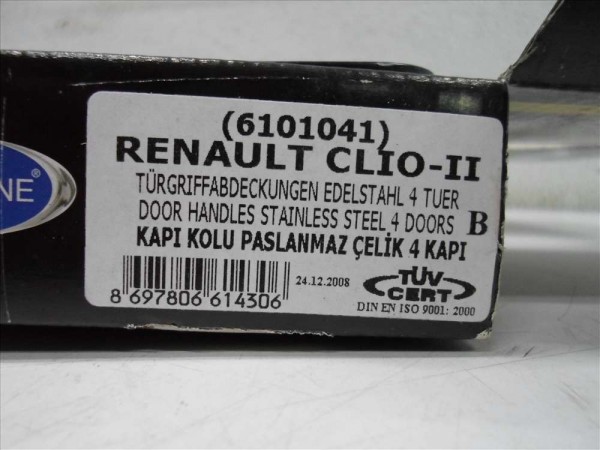 (6101041)
RENAULT CLIO-II
TÜRGRIFFABDECKUNGEN EDELSTAHL 4 TUER
DOOR HANDLES STAINLESS STEEL 4 DOORS B
KAPI KOLU PASLANMAZ ÇELİK 4 KAPI
8 697806 614306
24.12.2008
TÜV
CERT
DIN EN ISO 9001: 2000
NE®